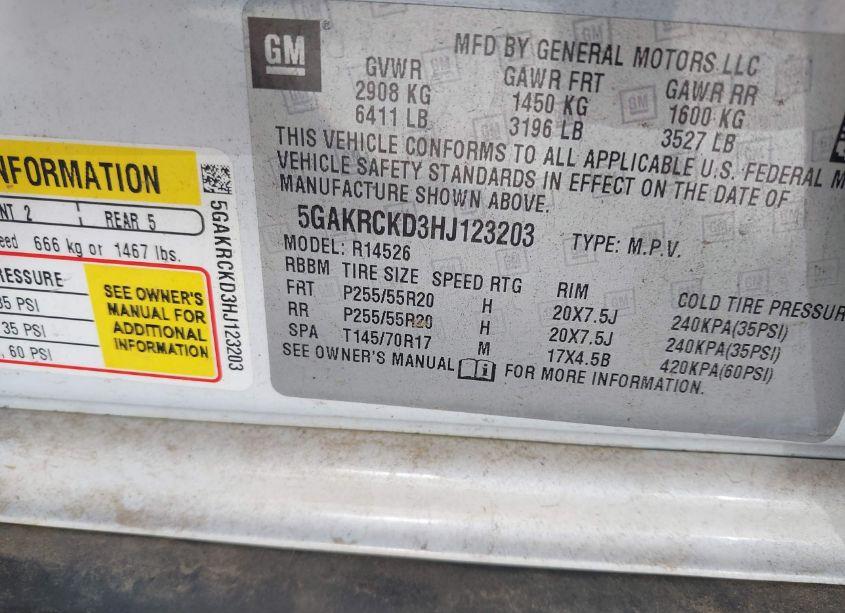 NFORMATION
NT 2 REAR 5
eed 666 kg or 1467 lbs.
RESSURE
35 PSI
35 PSI
, 60 PSI
SEE OWNER'S
MANUAL FOR
ADDITIONAL
INFORMATION
5GAKRCKD3HJ123203
GM
MFD BY GENERAL MOTORS LLC
GVWR GAWR FRT GAWR RR
2908 KG 1450 KG 1600 KG
6411 LB 3196 LB 3527 LB
THIS VEHICLE CONFORMS TO ALL APPLICABLE U.S. FEDERAL M
VEHICLE SAFETY STANDARDS IN EFFECT ON THE DATE OF
MANUFACTURE SHOWN ABOVE.
5GAKRCKD3HJ123203 TYPE: M.P.V.
MODEL: R14526
RBBM TIRE SIZE SPEED RTG RIM COLD TIRE PRESSUR
FRT P255/55R20 H 20X7.5J 240KPA(35PSI)
RR P255/55R20 H 20X7.5J 240KPA(35PSI)
SPA T145/70R17 M 17X4.5B 420KPA(60PSI)
SEE OWNER'S MANUAL FOR MORE INFORMATION.